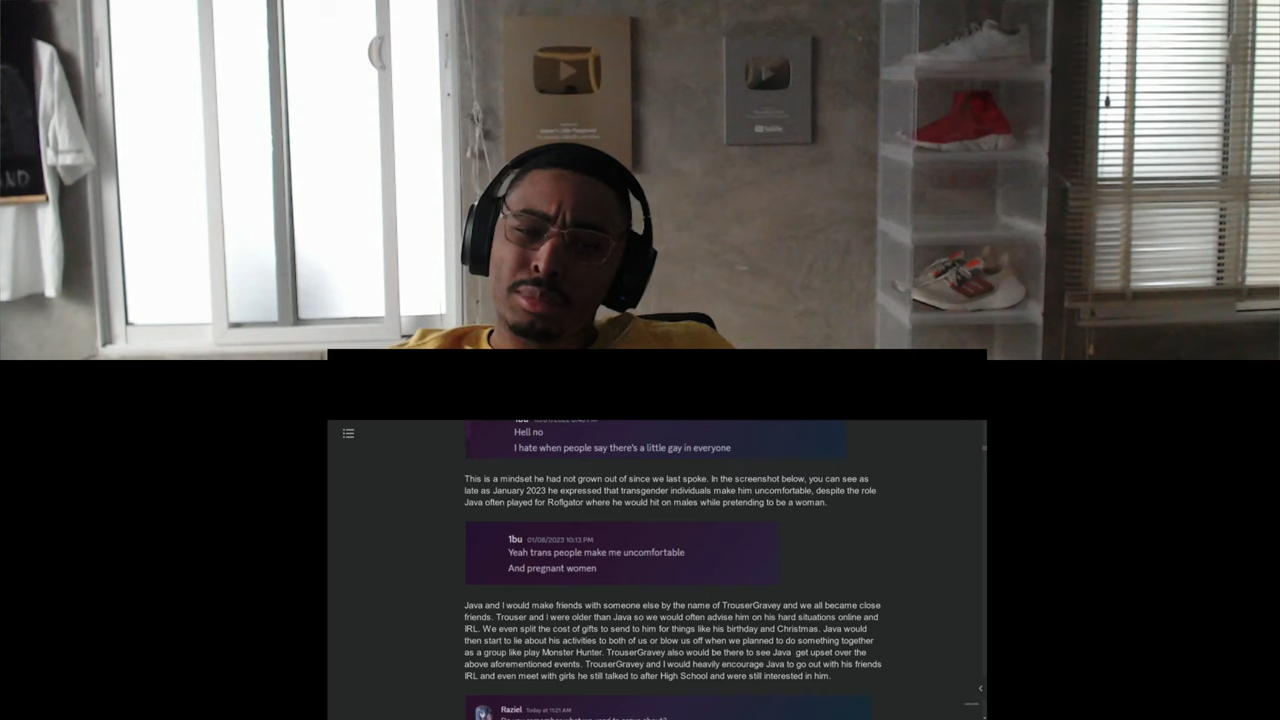 ND
YouTube
1bu
Hell no
I hate when people say there's a little gay in everyone
This is a mindset he had not grown out of since we last spoke. In the screenshot below, you can see as
late as January 2023 he expressed that transgender individuals make him uncomfortable, despite the role
Java often played for Roflgator where he would hit on males while pretending to be a woman.
1bu 01/08/2023 10:13 PM
Yeah trans people make me uncomfortable
And pregnant women
Java and I would make friends with someone else by the name of TrouserGravey and we all became close
friends. Trouser and I were older than Java so we would often advise him on his hard situations online and
IRL. We even split the cost of gifts to send to him for things like his birthday and Christmas. Java would
then start to lie about his activities to both of us or blow us off when we planned to do something together
as a group like play Monster Hunter. TrouserGravey also would be there to see Java get upset over the
above aforementioned events. TrouserGravey and I would heavily encourage Java to go out with his friends
IRL and even meet with girls he still talked to after High School and were still interested in him.
Raziel Today at 11:21 AM